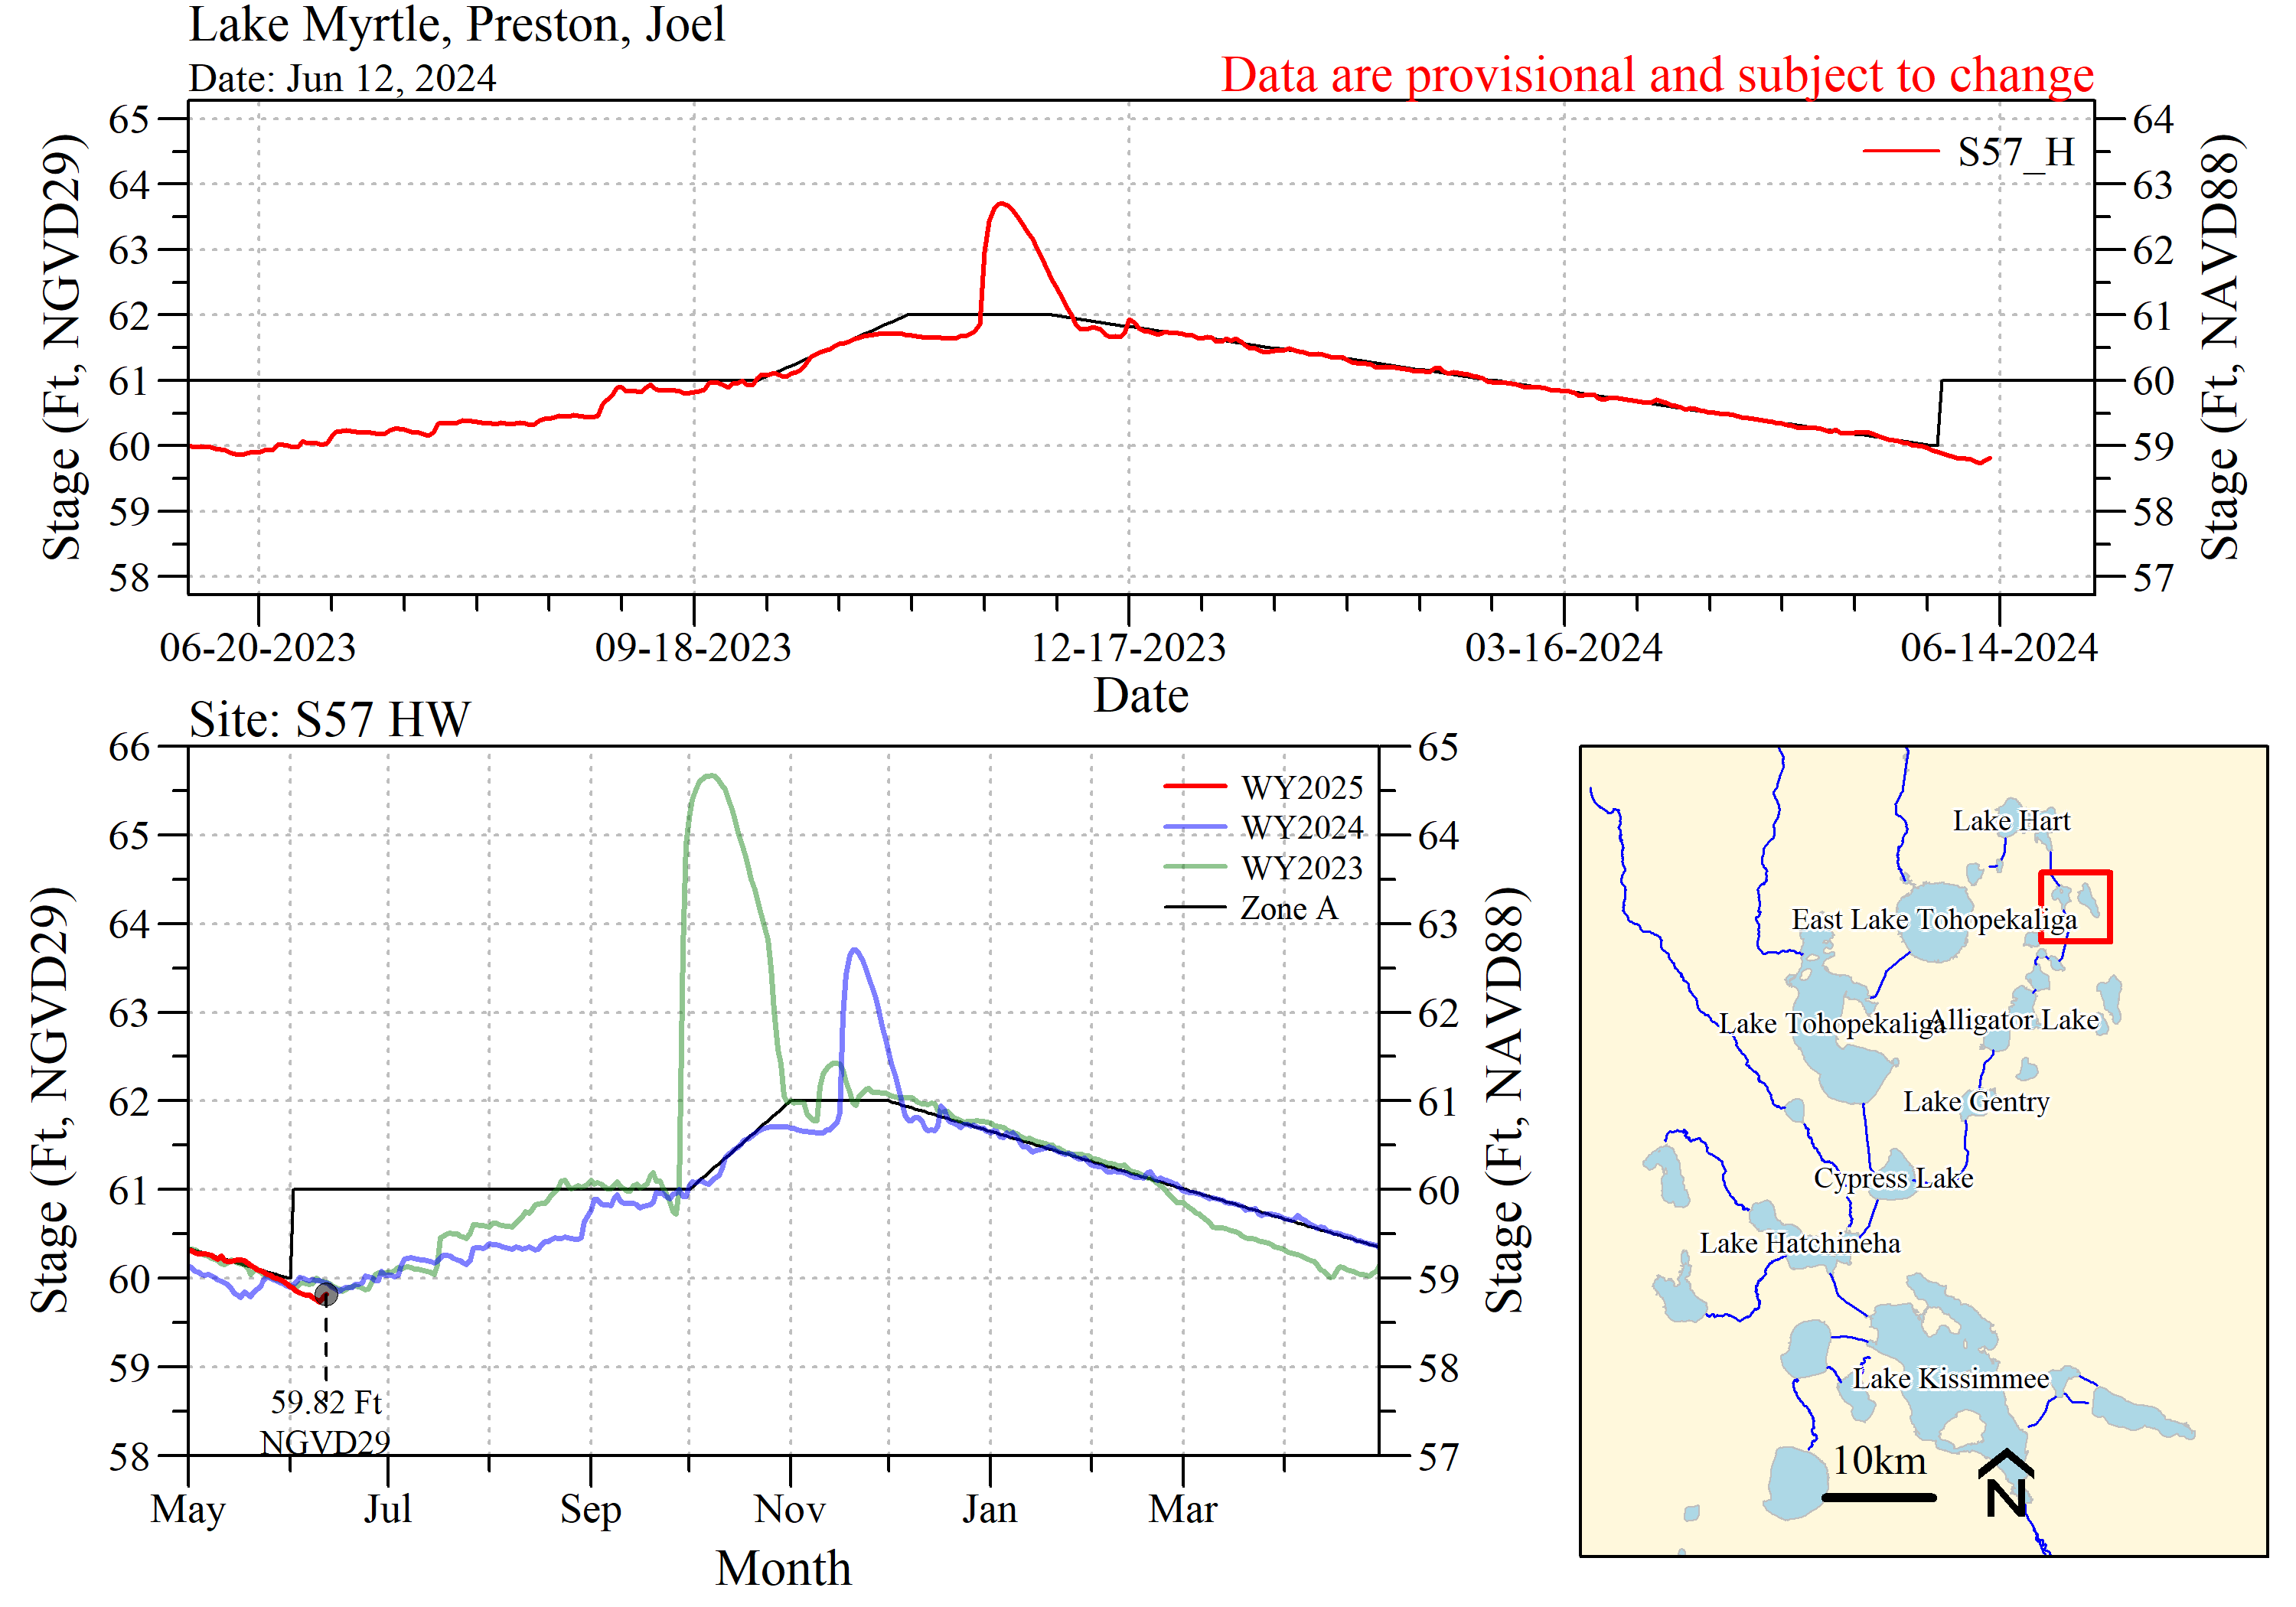 Lake Myrtle, Preston, Joel
Date: Jun 12, 2024
Data are provisional and subject to change
Stage (Ft, NGVD29)
65
64
63
62
61
60
59
58
S57_H
64
63
62
61
60
59
58
57
Stage (Ft, NAVD88)
06-20-2023 09-18-2023 12-17-2023 03-16-2024 06-14-2024
Date
Site: S57 HW
Stage (Ft, NGVD29)
66
65
64
63
62
61
60
59
58
WY2025
WY2024
WY2023
Zone A
59.82 Ft
NGVD29
65
64
63
62
61
60
59
58
57
Stage (Ft, NAVD88)
May Jul Sep Nov Jan Mar
Month
Lake Hart
East Lake Tohopekaliga
Lake Tohopekaliga
Alligator Lake
Lake Gentry
Cypress Lake
Lake Hatchineha
Lake Kissimmee
10km
N